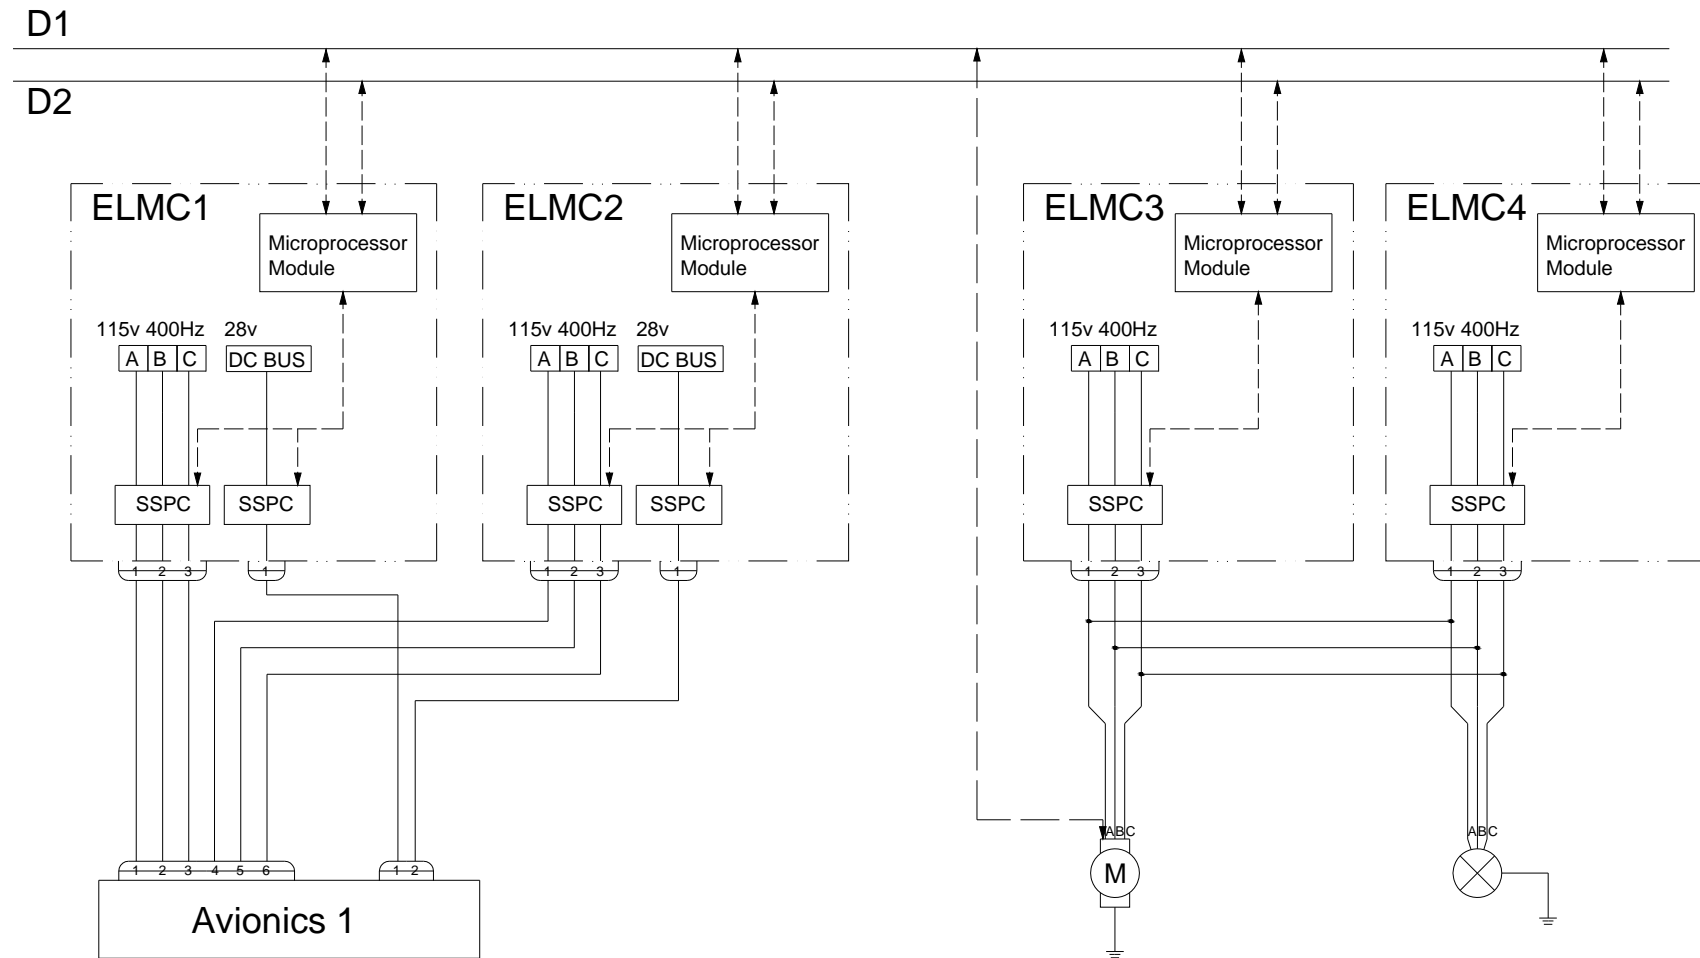 D1
D2
ELMC1
ELMC2
ELMC3
ELMC4
Microprocessor
Module
Microprocessor
Module
Microprocessor
Module
Microprocessor
Module
115v 400Hz 28v
115v 400Hz 28v
115v 400Hz
115v 400Hz
A B C DC BUS
A B C DC BUS
A B C
A B C
SSPC SSPC
SSPC SSPC
SSPC
SSPC
1 2 3 1
1 2 3 1
1 2 3
1 2 3
ABC
ABC
1 2 3 4 5 6 1 2
M
Avionics 1